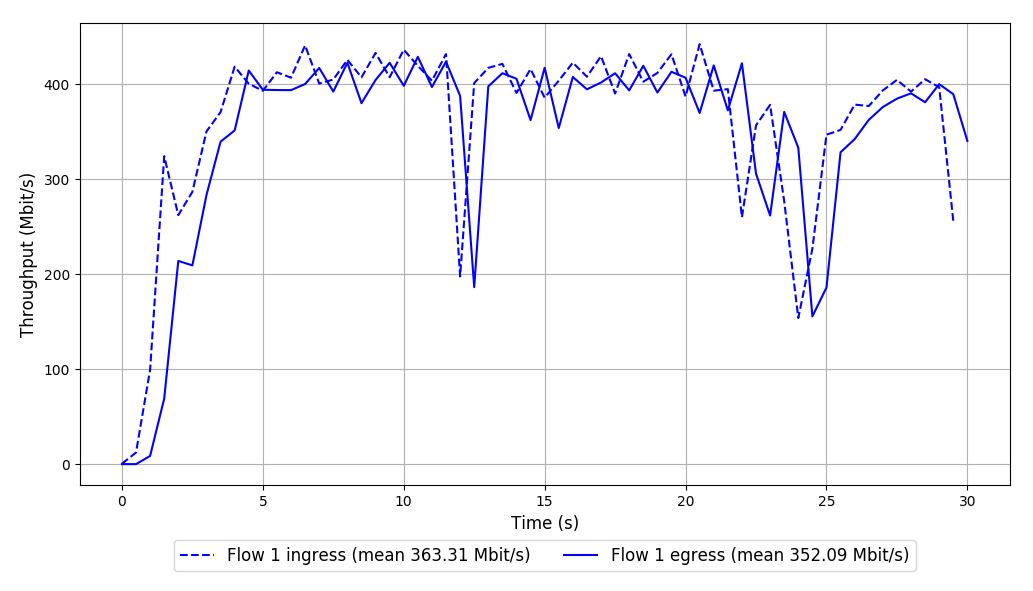 Throughput (Mbit/s)
400
300
200
100
0
0 5 10 15 20 25 30
Time (s)
Flow 1 ingress (mean 363.31 Mbit/s) Flow 1 egress (mean 352.09 Mbit/s)